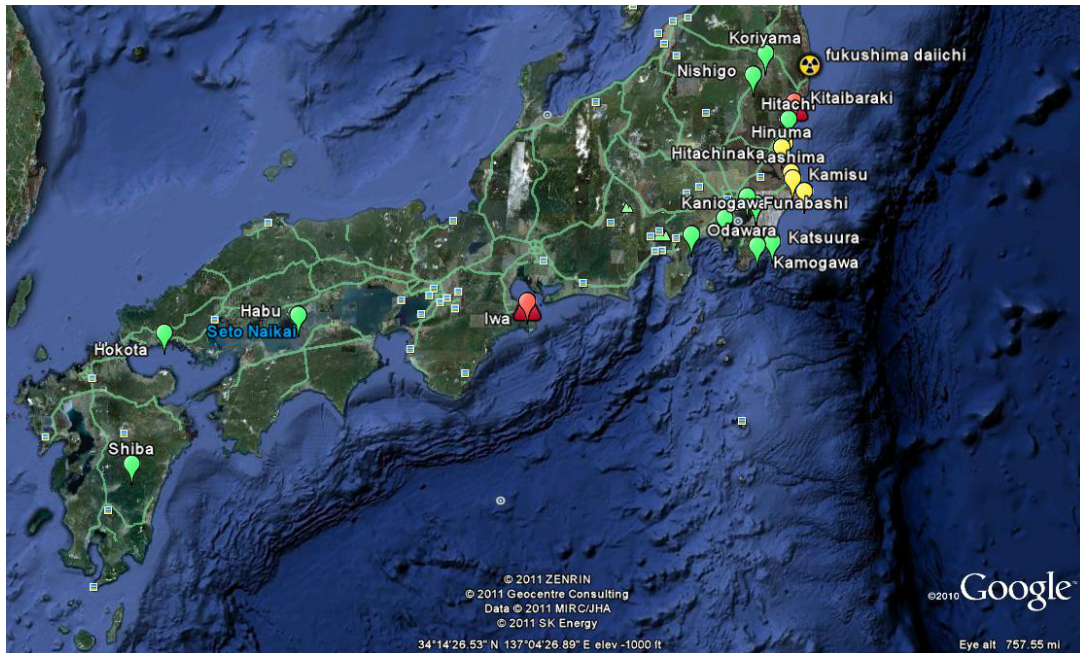 Koriyama
fukushima daiichi
Nishigo
Kitaibaraki
Hitachi
Hinuma
Hitachinaka
Kashima
Kamisu
Kaniogawa
Funabashi
Odawara
Katsuura
Kamogawa
Habu
Iwa
Seto Naikai
Hokota
Shiba
© 2011 ZENRIN
© 2011 Geocentre Consulting
Data © 2011 MIRC/JHA
© 2011 SK Energy
©2010 Google™
34°14'26.53" N 137°04'26.89" E elev -1000 ft
Eye alt 757.55 mi